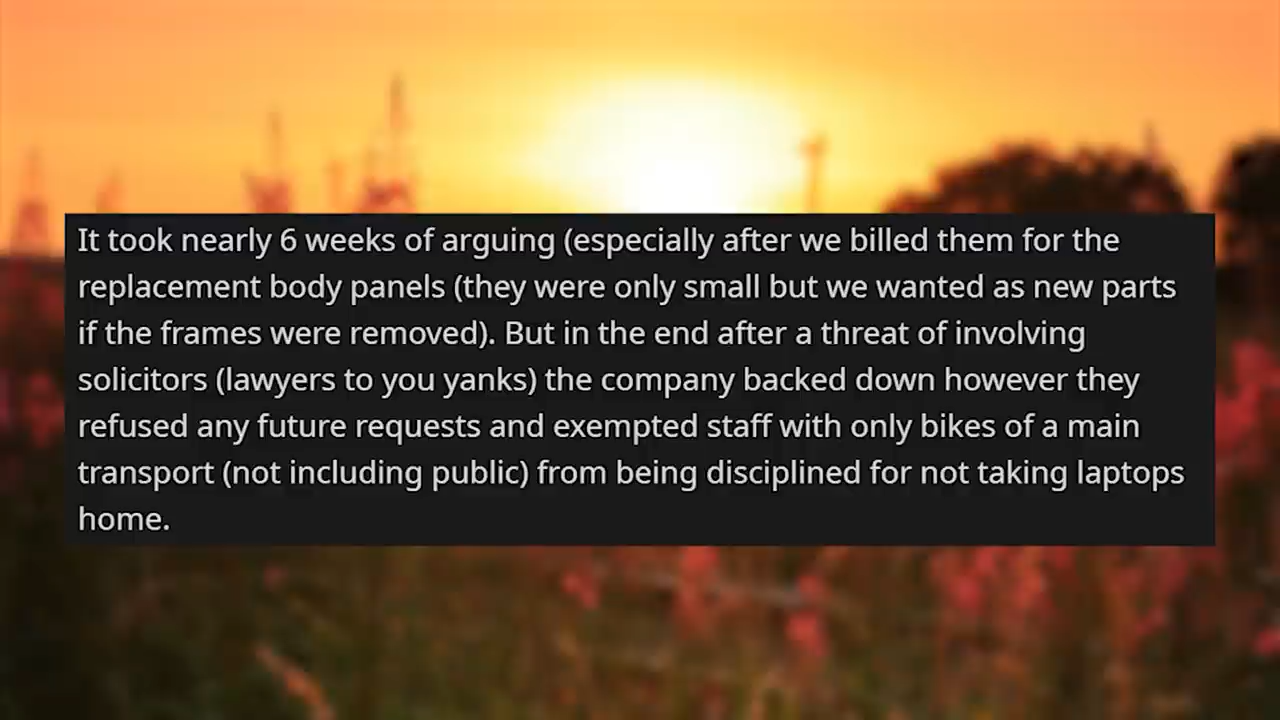 It took nearly 6 weeks of arguing (especially after we billed them for the
replacement body panels (they were only small but we wanted as new parts
if the frames were removed). But in the end after a threat of involving
solicitors (lawyers to you yanks) the company backed down however they
refused any future requests and exempted staff with only bikes of a main
transport (not including public) from being disciplined for not taking laptops
home.